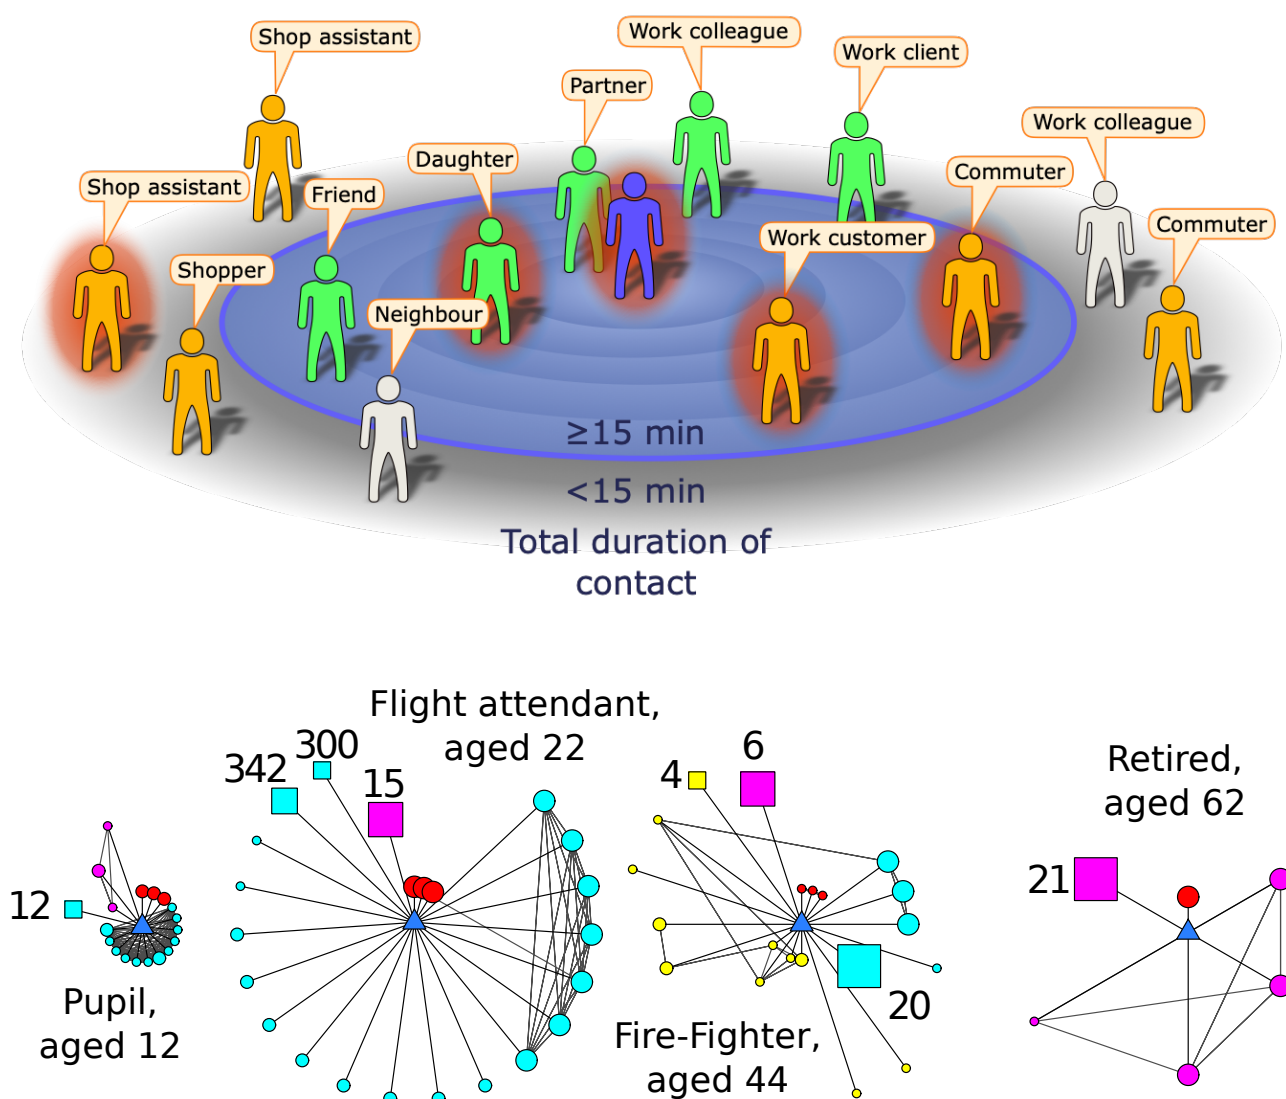 Shop assistant
Work colleague
Work client
Partner
Work colleague
Daughter
Commuter
Shop assistant
Friend
Commuter
Work customer
Shopper
Neighbour
≥15 min
<15 min
Total duration of
contact
Flight attendant,
aged 22
300
342
15
6
4
Retired,
aged 62
21
12
Pupil,
aged 12
20
Fire-Fighter,
aged 44